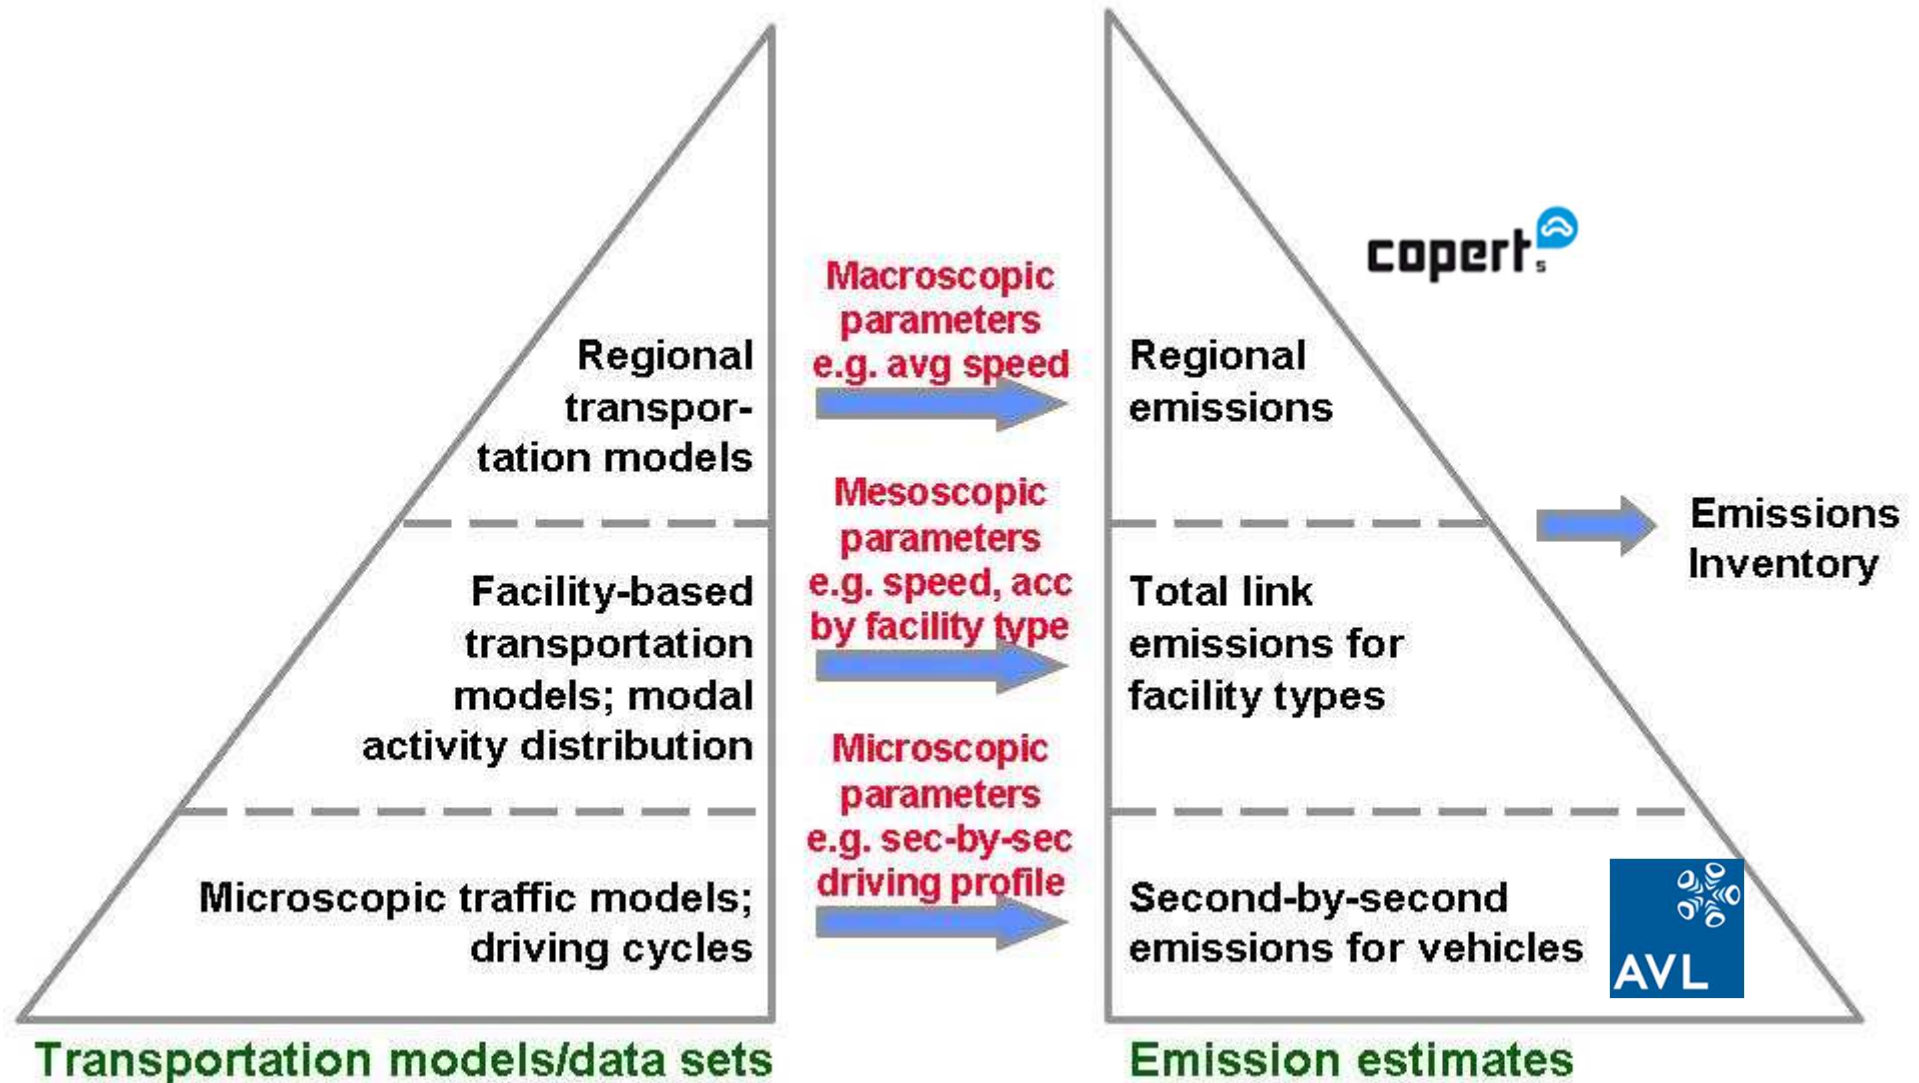 Regional
transpor-
tation models
Facility-based
transportation
models; modal
activity distribution
Microscopic traffic models;
driving cycles
Transportation models/data sets
Macroscopic
parameters
e.g. avg speed
Mesoscopic
parameters
e.g. speed, acc
by facility type
Microscopic
parameters
e.g. sec-by-sec
driving profile
copert 5
Regional
emissions
Total link
emissions for
facility types
Second-by-second
emissions for vehicles
AVL
Emission estimates
Emissions
Inventory